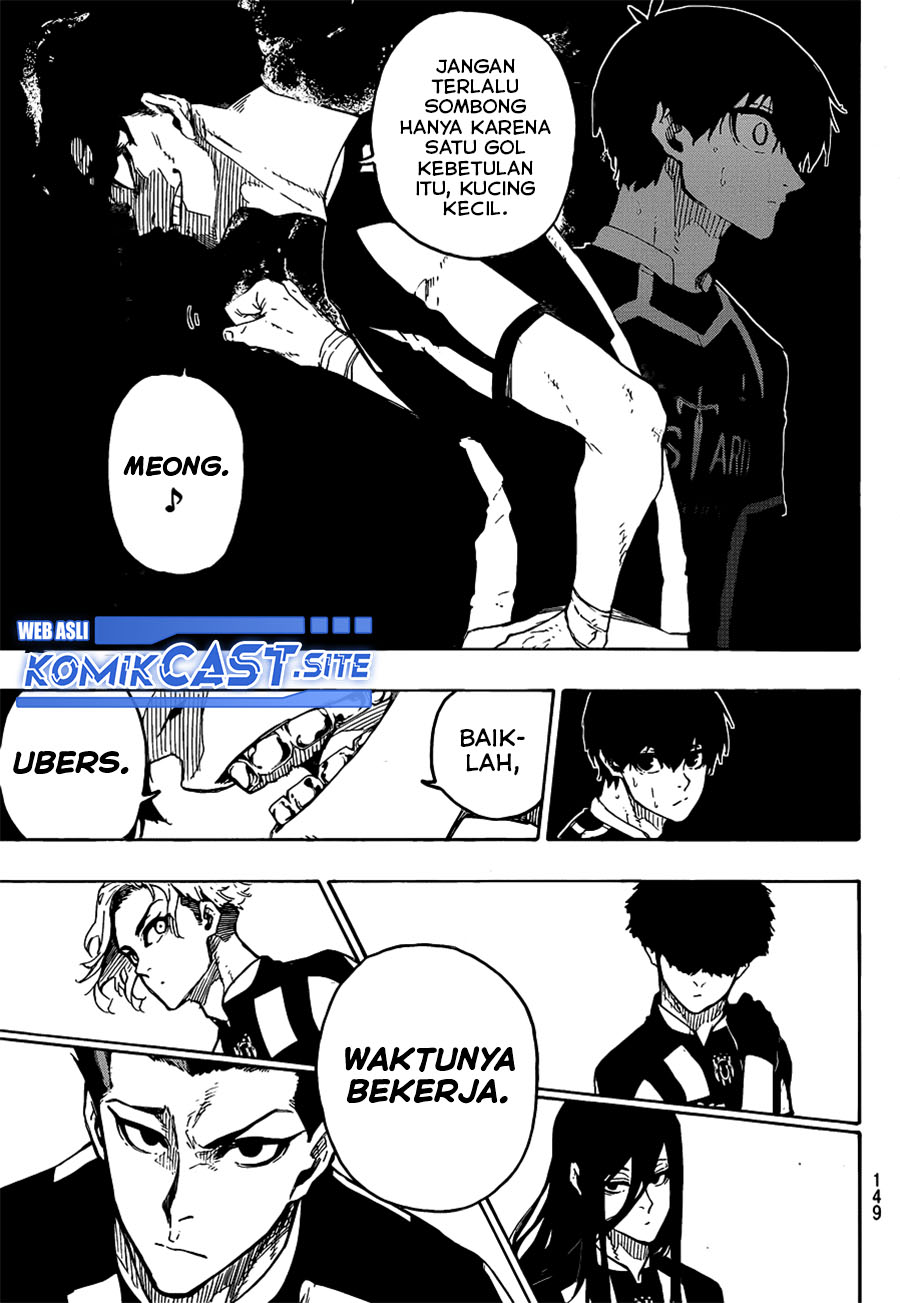 JANGAN
TERLALU
SOMBONG
HANYA KARENA
SATU GOL
KEBETULAN
ITU, KUCING
KECIL.
STARD
MEONG.
♪
WEB ASLI
KOMIKCAST.SITE
BAIK-
LAH,
UBERS.
WAKTUNYA
BEKERJA.
149